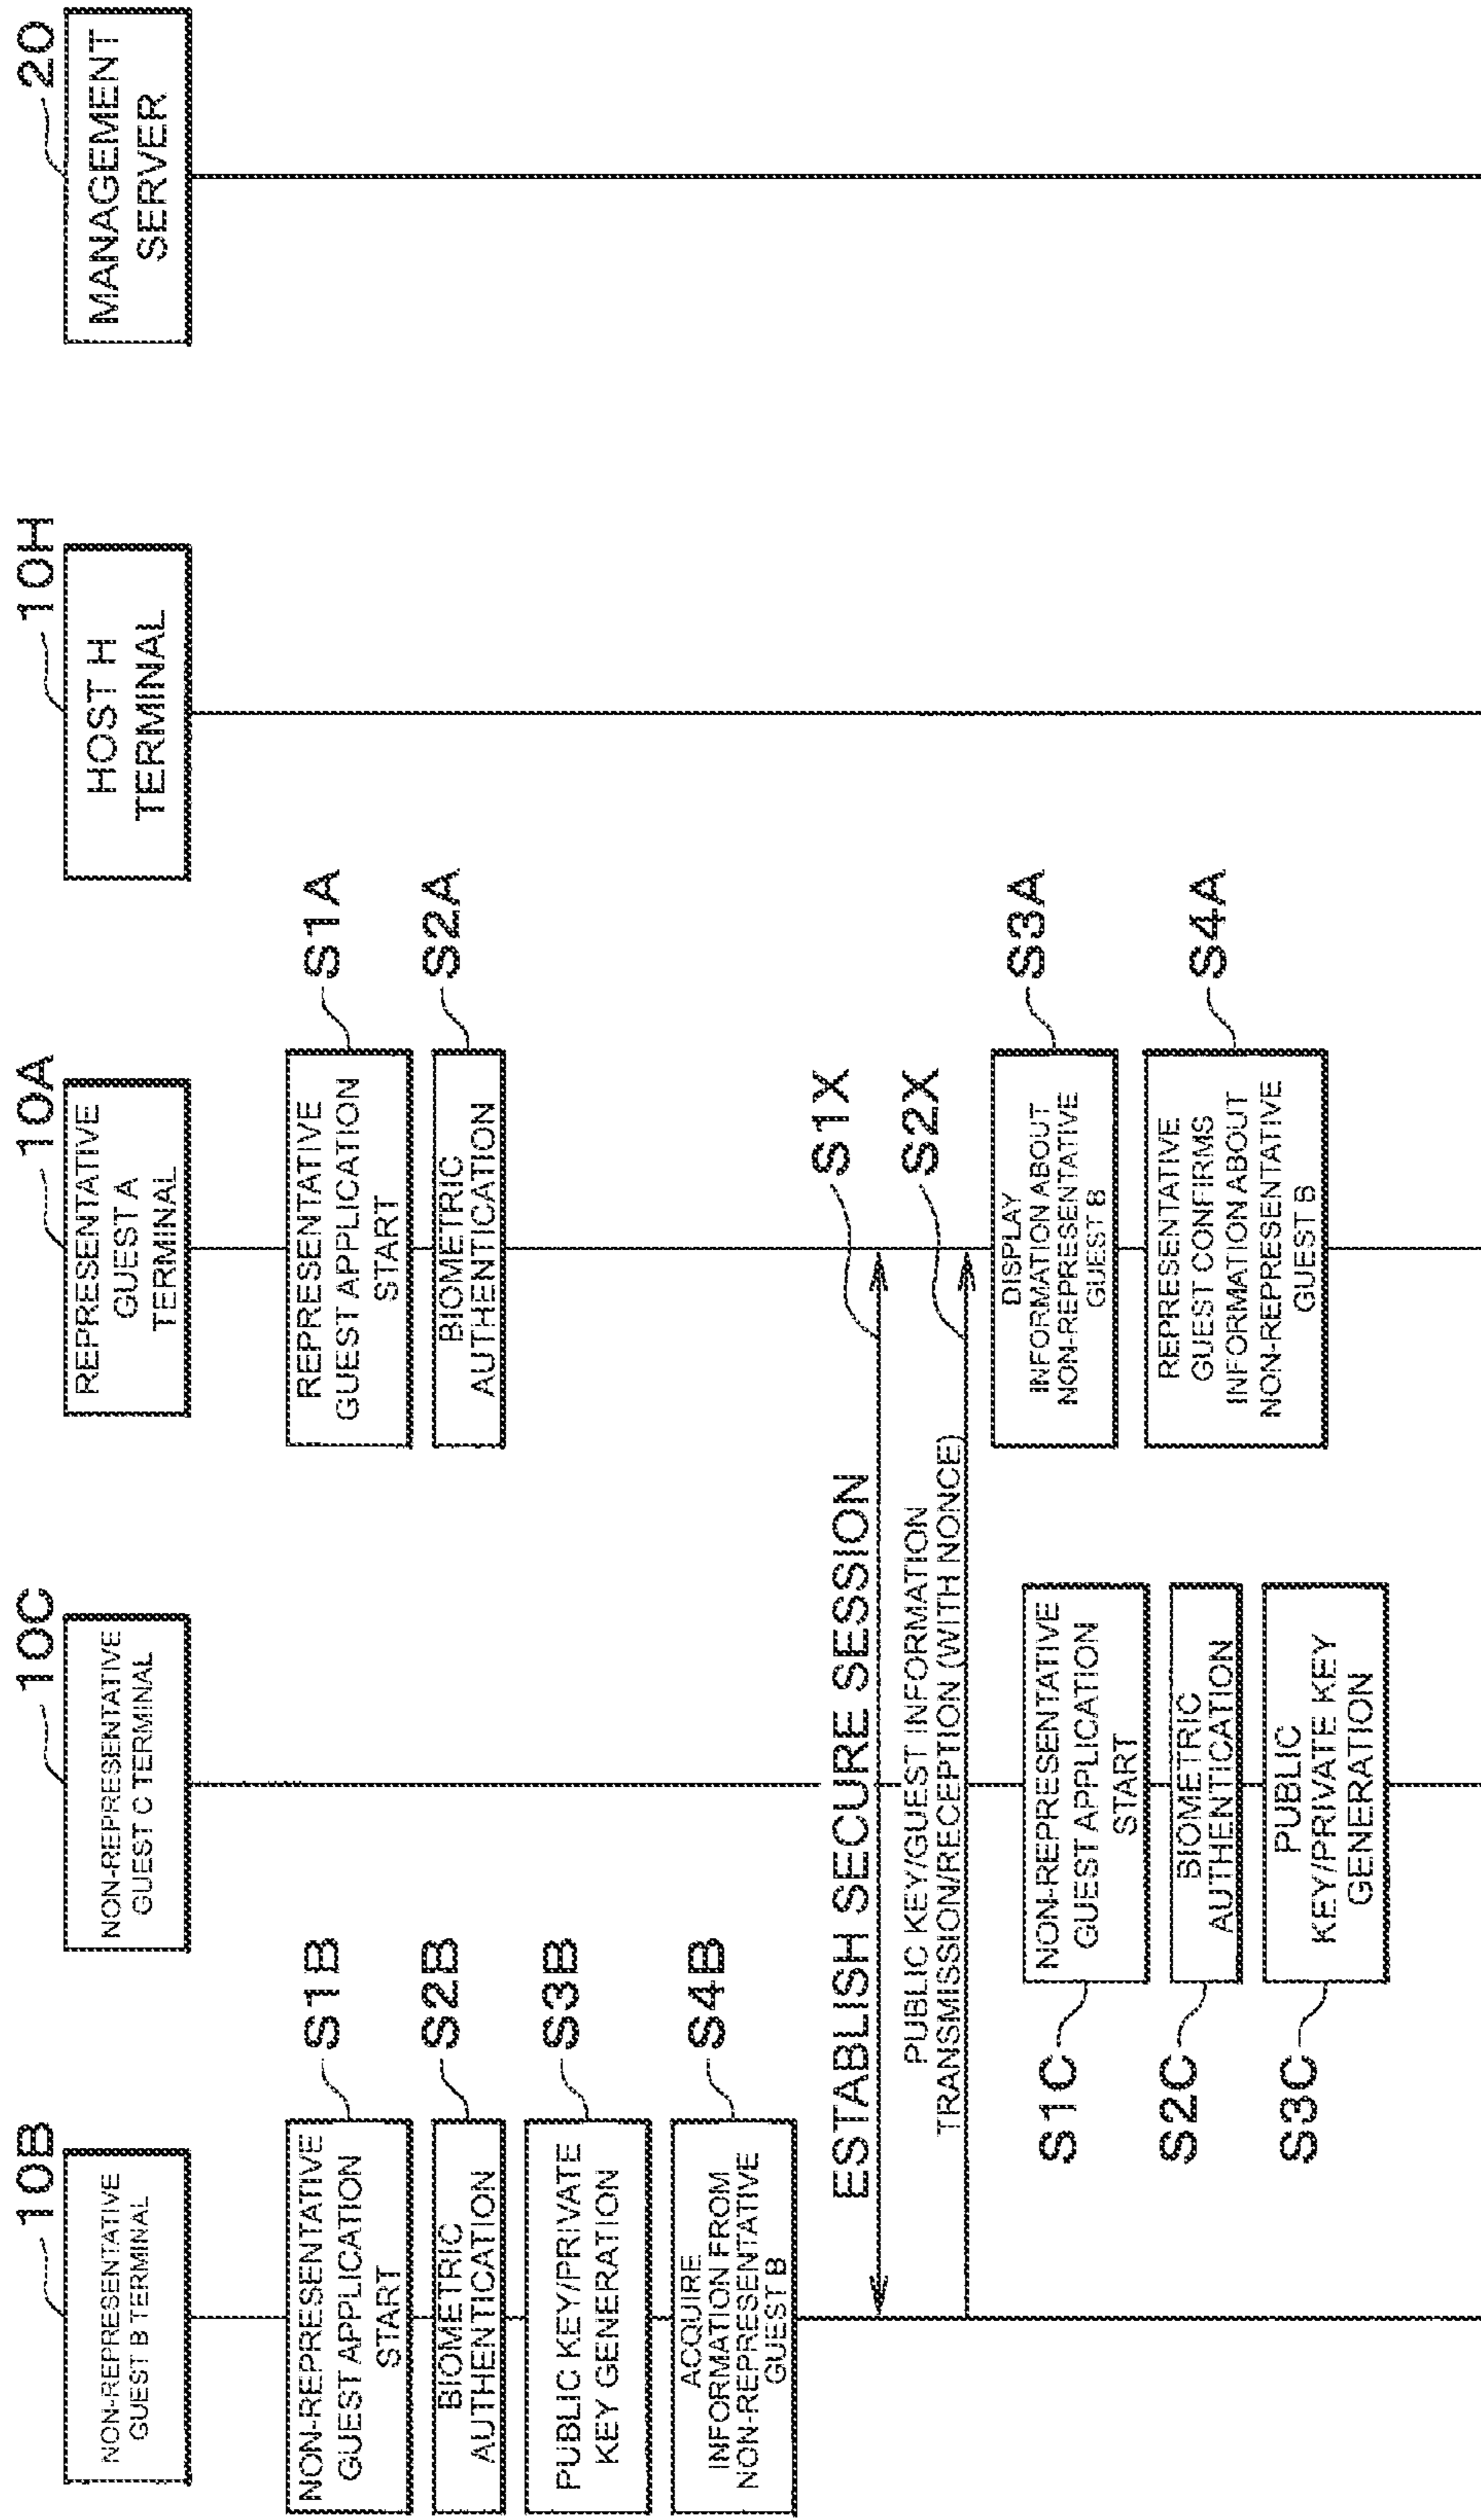 10B
NON-REPRESENTATIVE
GUEST B TERMINAL
10C
NON-REPRESENTATIVE
GUEST C TERMINAL
10A
REPRESENTATIVE
GUEST A
TERMINAL
10H
HOST H
TERMINAL
20
MANAGEMENT
SERVER
NON-REPRESENTATIVE
GUEST APPLICATION
START
S1B
REPRESENTATIVE
GUEST APPLICATION
START
S1A
BIOMETRIC
AUTHENTICATION
S2B
BIOMETRIC
AUTHENTICATION
S2A
PUBLIC KEY/PRIVATE
KEY GENERATION
S3B
ACQUIRE
INFORMATION FROM
NON-REPRESENTATIVE
GUEST B
S4B
ESTABLISH SECURE SESSION
S1X
PUBLIC KEY/GUEST INFORMATION
TRANSMISSION/RECEPTION (WITH NONCE)
S2X
DISPLAY
INFORMATION ABOUT
NON-REPRESENTATIVE
GUEST B
S3A
S1C
NON-REPRESENTATIVE
GUEST APPLICATION
START
REPRESENTATIVE
GUEST CONFIRMS
INFORMATION ABOUT
NON-REPRESENTATIVE
GUEST B
S4A
S2C
BIOMETRIC
AUTHENTICATION
S3C
PUBLIC
KEY/PRIVATE KEY
GENERATION